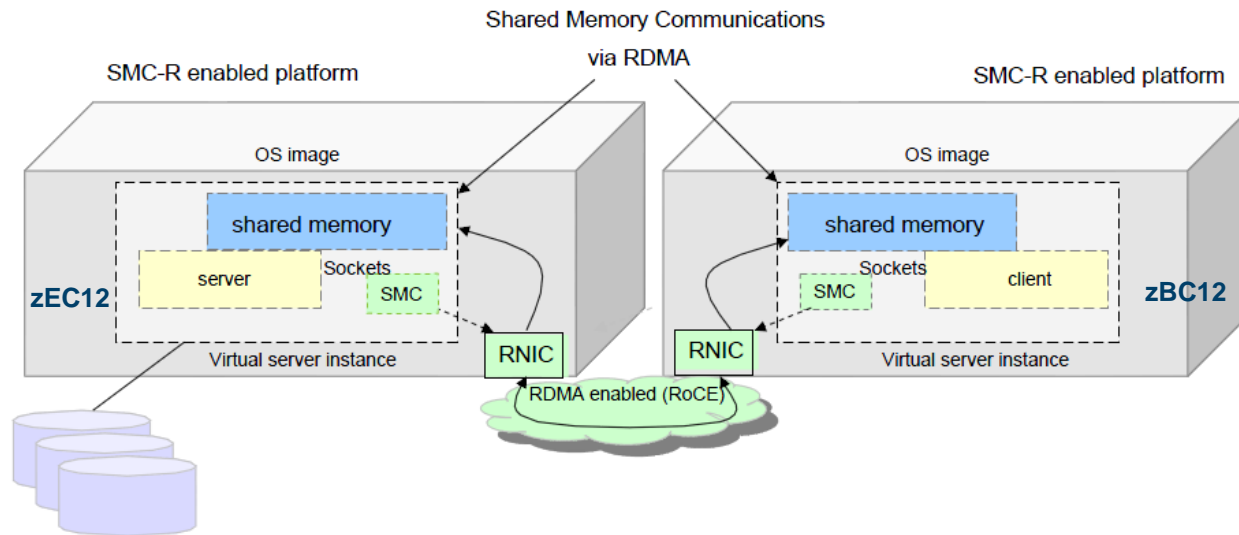 Shared Memory Communications
via RDMA
SMC-R enabled platform
SMC-R enabled platform
OS image
OS image
shared memory
shared memory
Sockets
Sockets
server
client
SMC
SMC
zEC12
zBC12
RNIC
RNIC
Virtual server instance
Virtual server instance
RDMA enabled (RoCE)